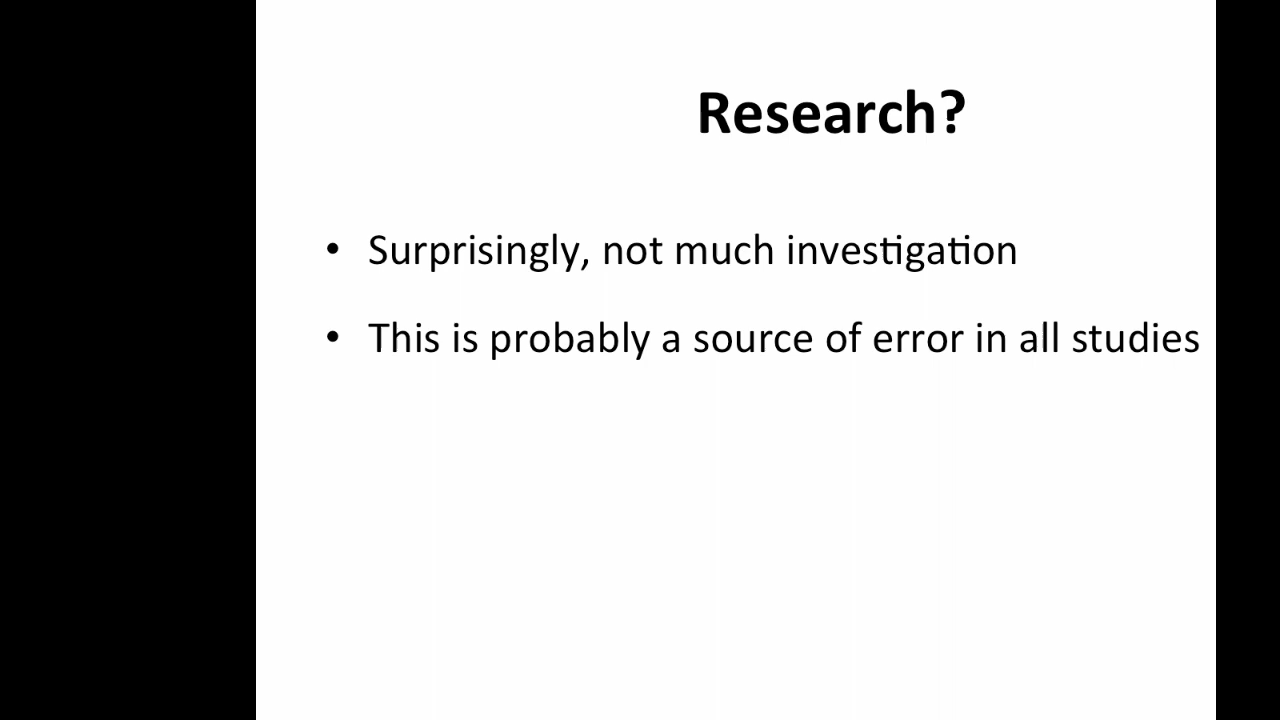 Research?
• Surprisingly, not much investigation
• This is probably a source of error in all studies